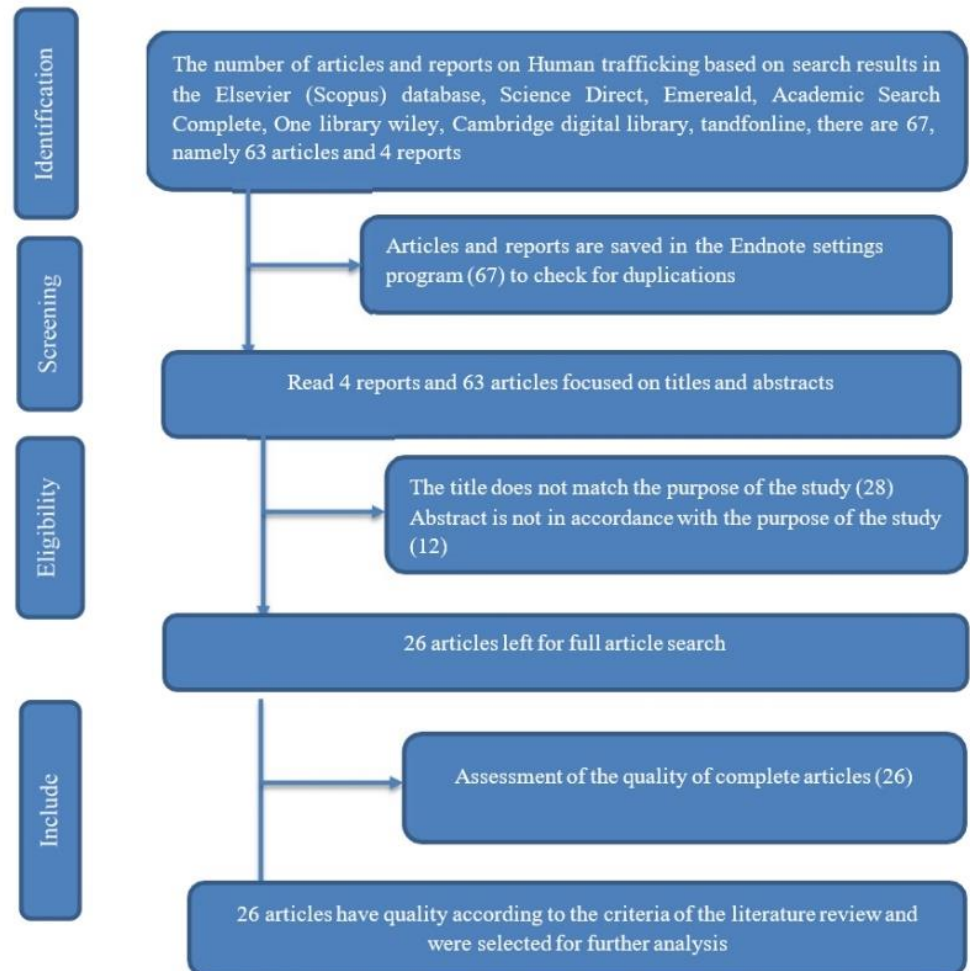 Identification
The number of articles and reports on Human trafficking based on search results in
the Elsevier (Scopus) database, Science Direct, Emereald, Academic Search
Complete, One library wiley, Cambridge digital library, tandfonline, there are 67,
namely 63 articles and 4 reports
Screening
Articles and reports are saved in the Endnote settings
program (67) to check for duplications
Read 4 reports and 63 articles focused on titles and abstracts
Eligibility
The title does not match the purpose of the study (28)
Abstract is not in accordance with the purpose of the study
(12)
26 articles left for full article search
Include
Assessment of the quality of complete articles (26)
26 articles have quality according to the criteria of the literature review and
were selected for further analysis